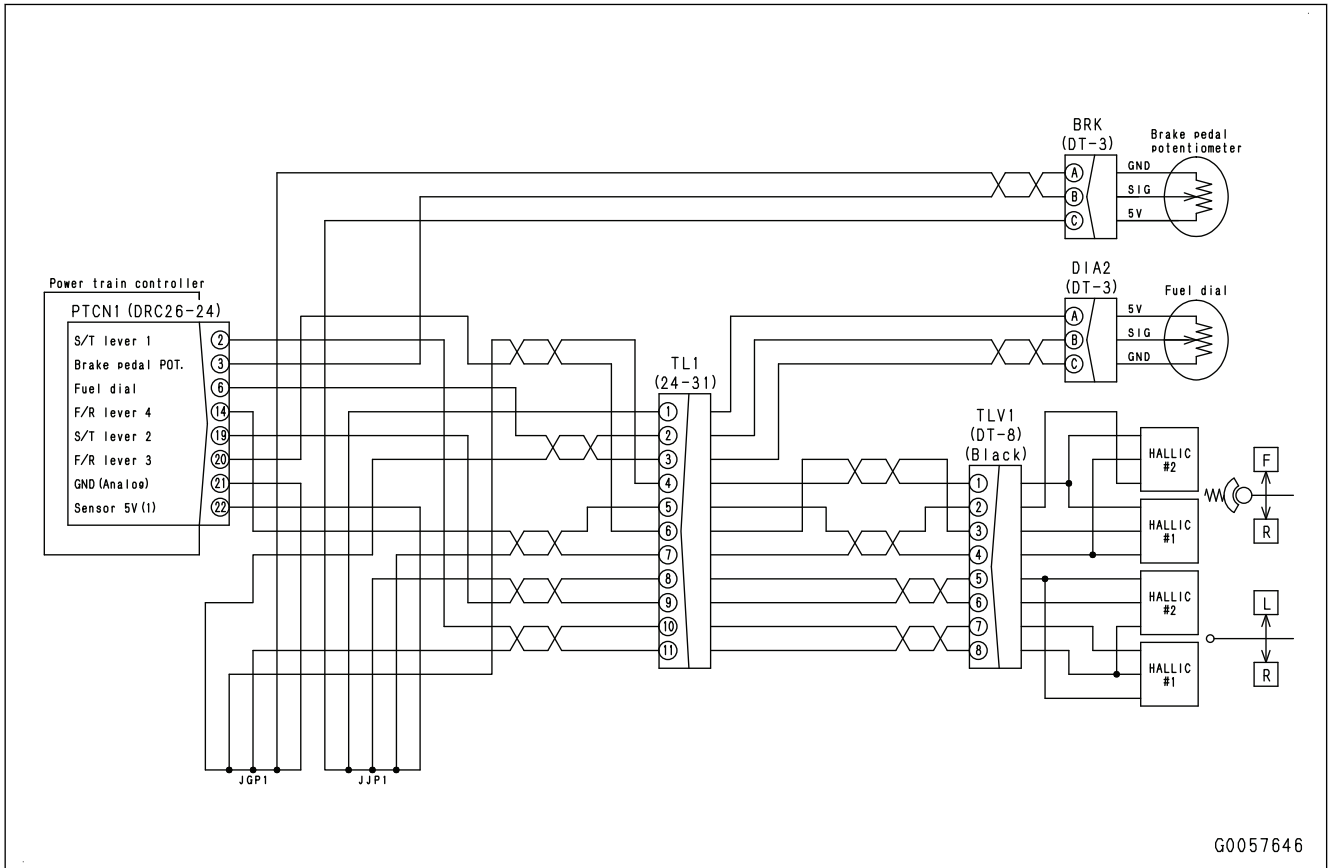 BRK
(DT-3)
Brake pedal
potentiometer
A GND
B SIG
C 5V
DIA2
(DT-3)
Fuel dial
A 5V
B SIG
C GND
Power train controller
PTCN1 (DRC26-24)
S/T lever 1 2
Brake pedal POT. 3
Fuel dial 6
F/R lever 4 14
S/T lever 2 19
F/R lever 3 20
GND(Analog) 21
Sensor 5V(1) 22
TL1
(24-31)
1
2
3
4
5
6
7
8
9
10
11
TLV1
(DT-8)
(Black)
1
2
3
4
5
6
7
8
HALLIC
#2
HALLIC
#1
HALLIC
#2
HALLIC
#1
F
R
L
R
JGP1
JJP1
G0057646